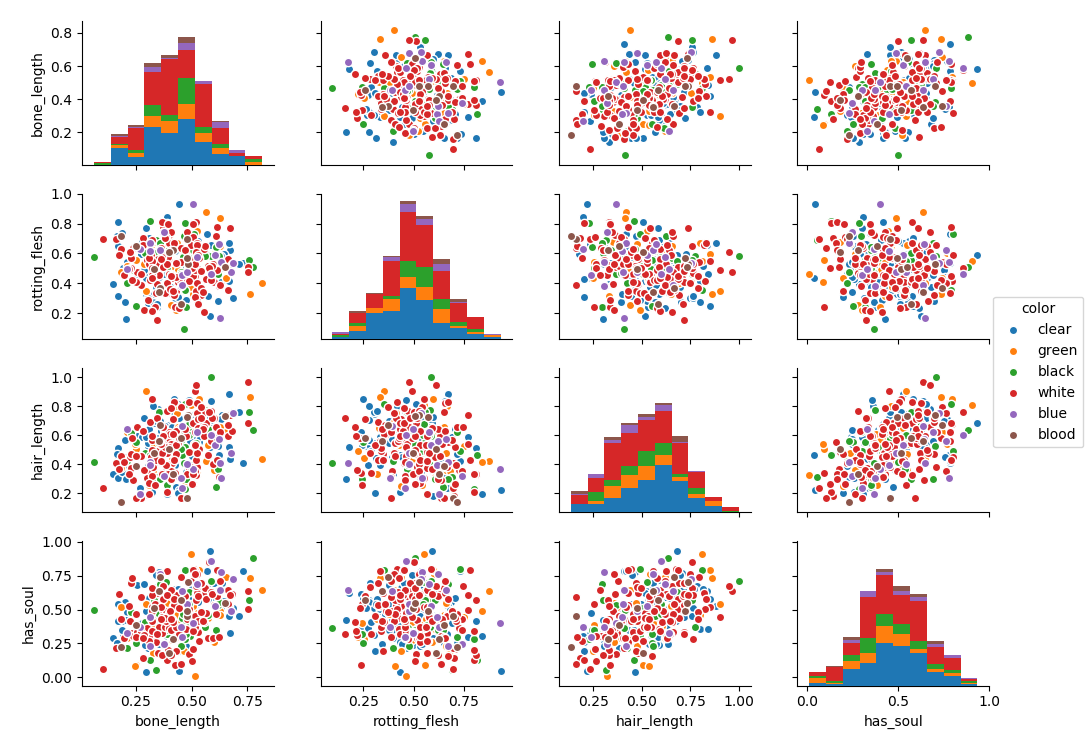 0.8
0.6
0.4
0.2
bone_length
0.25
0.50
0.75
0.25
0.50
0.75
0.25
0.50
0.75
1.00
0.0
0.5
1.0
1.0
0.8
0.6
0.4
0.2
rotting_flesh
1.0
0.8
0.6
0.4
0.2
hair_length
1.00
0.75
0.50
0.25
0.00
has_soul
bone_length
rotting_flesh
hair_length
has_soul
color
clear
green
black
white
blue
blood